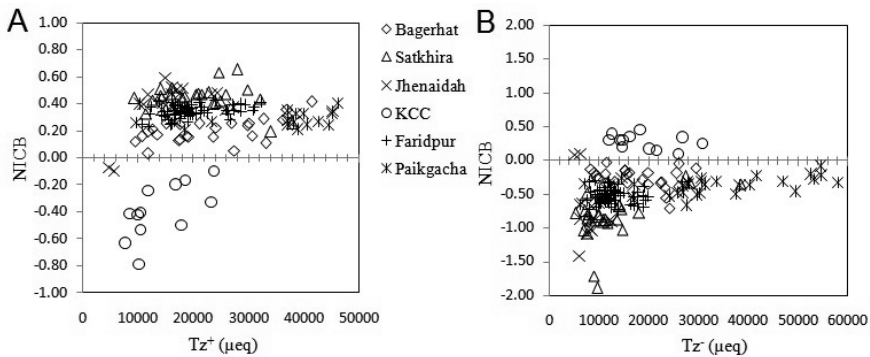 A
1.00
0.80
0.60
0.40
0.20
0.00
-0.20
-0.40
-0.60
-0.80
-1.00
NICB
0 10000 20000 30000 40000 50000
Tz⁺ (µeq)
Bagerhat
Satkhira
Jhenaidah
KCC
Faridpur
Paikgacha
B
2.00
1.50
1.00
0.50
0.00
-0.50
-1.00
-1.50
-2.00
NICB
0 10000 20000 30000 40000 50000 60000
Tz⁻ (µeq)